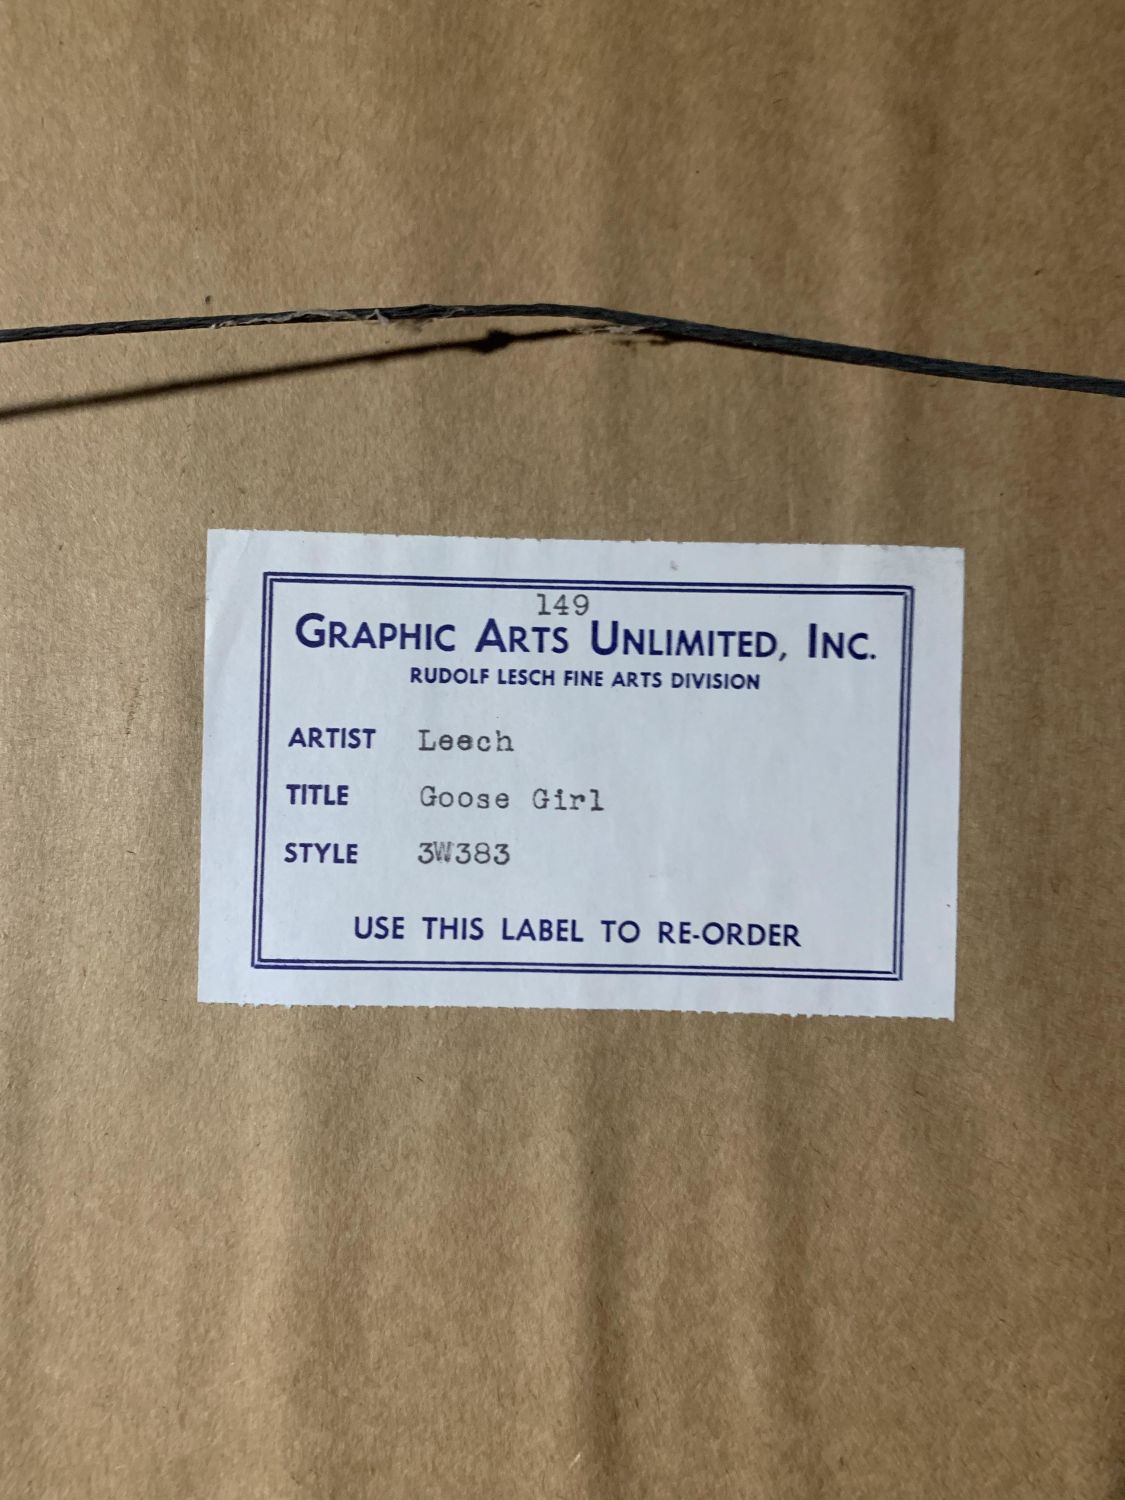 149
GRAPHIC ARTS UNLIMITED, INC.
RUDOLF LESCH FINE ARTS DIVISION
ARTIST Leech
TITLE Goose Girl
STYLE 3W383
USE THIS LABEL TO RE-ORDER